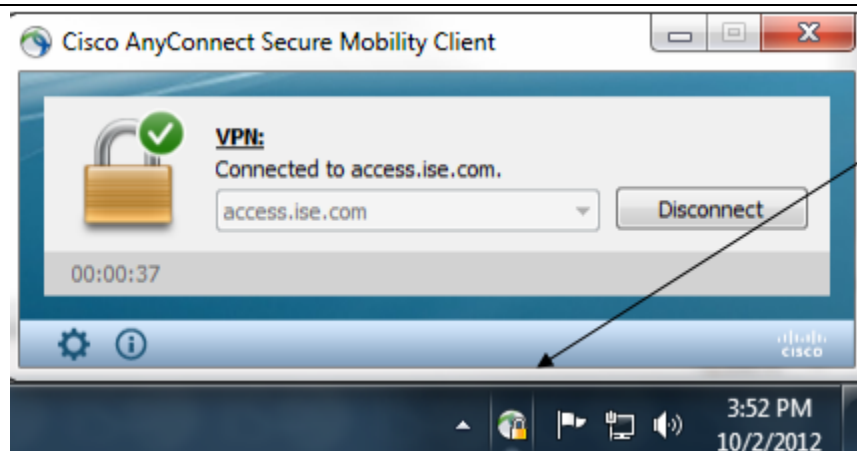 Cisco AnyConnect Secure Mobility Client
VPN:
Connected to access.ise.com.
access.ise.com
Disconnect
00:00:37
cisco
3:52 PM
10/2/2012